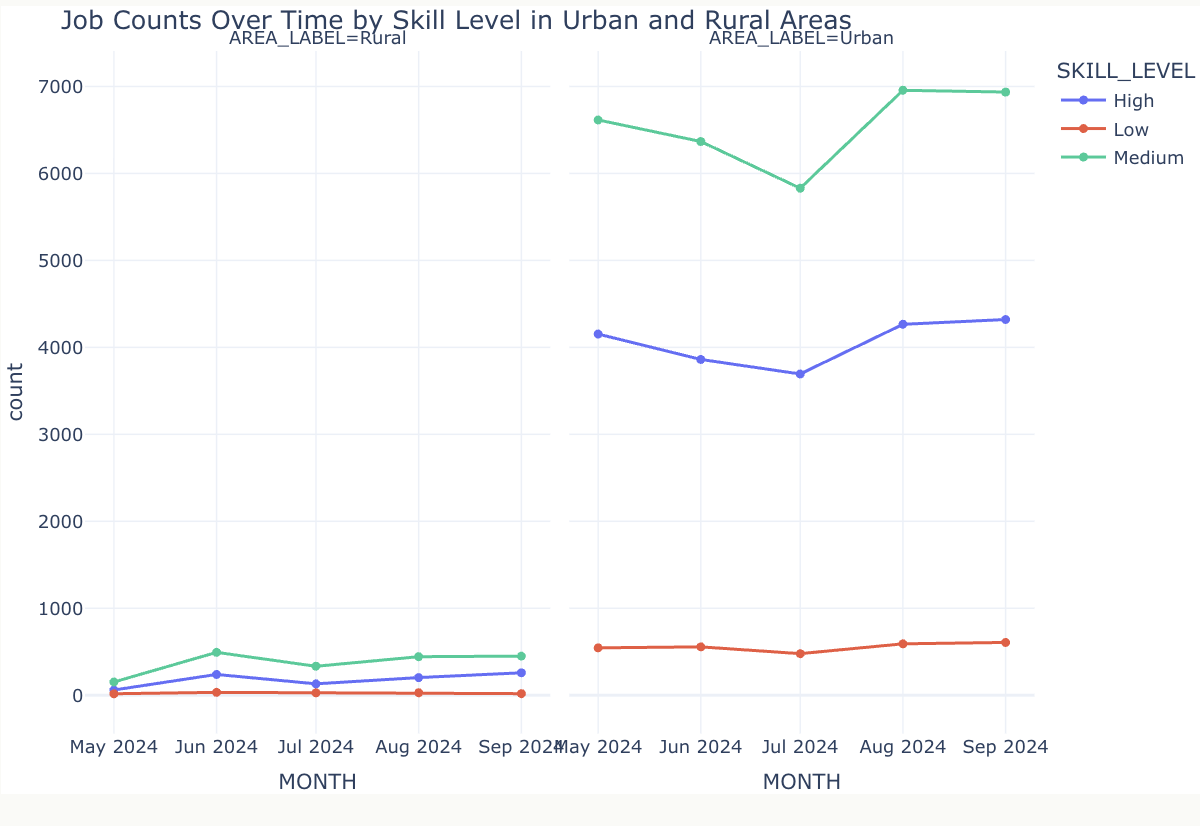 Job Counts Over Time by Skill Level in Urban and Rural Areas
AREA_LABEL=Rural
AREA_LABEL=Urban
SKILL_LEVEL
High
Low
Medium
7000
6000
5000
4000
3000
2000
1000
0
count
May 2024
Jun 2024
Jul 2024
Aug 2024
Sep 2024
May 2024
Jun 2024
Jul 2024
Aug 2024
Sep 2024
MONTH
MONTH